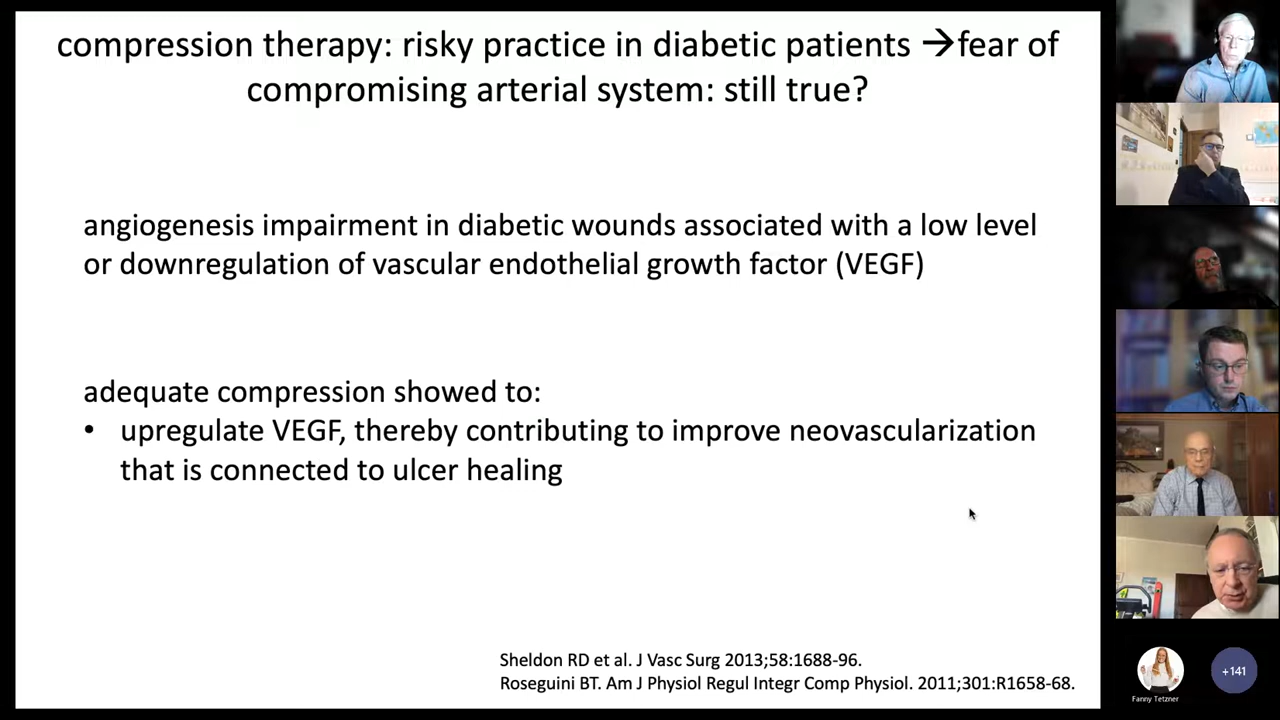 compression therapy: risky practice in diabetic patients →fear of
compromising arterial system: still true?
angiogenesis impairment in diabetic wounds associated with a low level
or downregulation of vascular endothelial growth factor (VEGF)
adequate compression showed to:
• upregulate VEGF, thereby contributing to improve neovascularization
that is connected to ulcer healing
Sheldon RD et al. J Vasc Surg 2013;58:1688-96.
Roseguini BT. Am J Physiol Regul Integr Comp Physiol. 2011;301:R1658-68.
+141
Fanny Tetzner